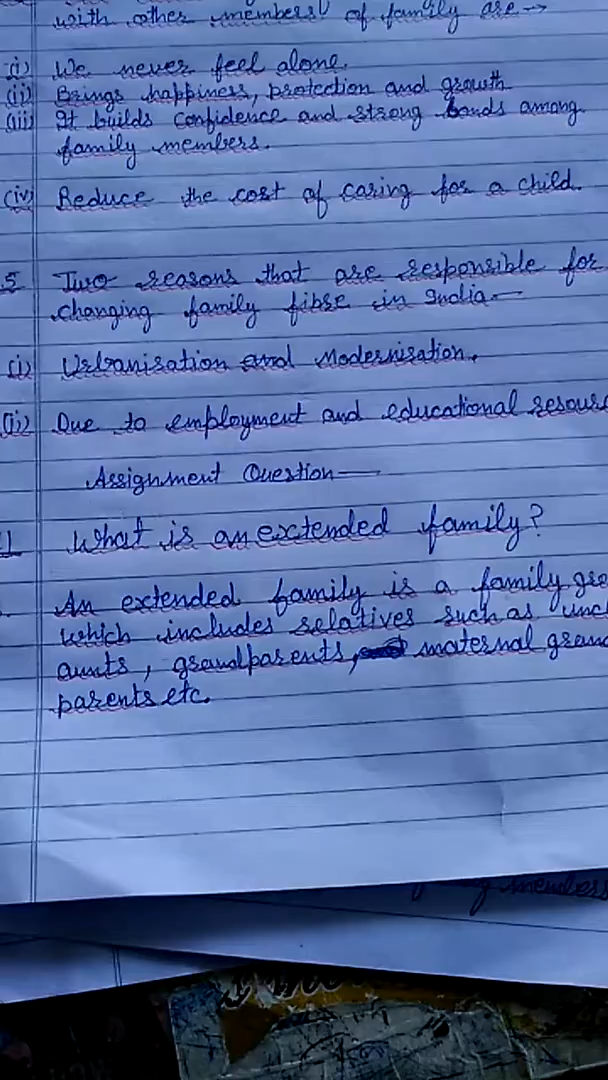 with other members of family are →
(i) We never feel alone.
(ii) Brings happiness, protection and growth
(iii) It builds confidence and strong bonds among
family members.
(iv) Reduce the cost of caring for a child.
5 Two reasons that are responsible for
changing family fibre in India—
(i) Urbanisation and Modernisation.
(ii) Due to employment and educational resour
Assignment Question—
1 What is an extended family?
An extended family is a family gro
which includes relatives such as uncl
aunts, grandparents, maternal grand
parents etc.
members